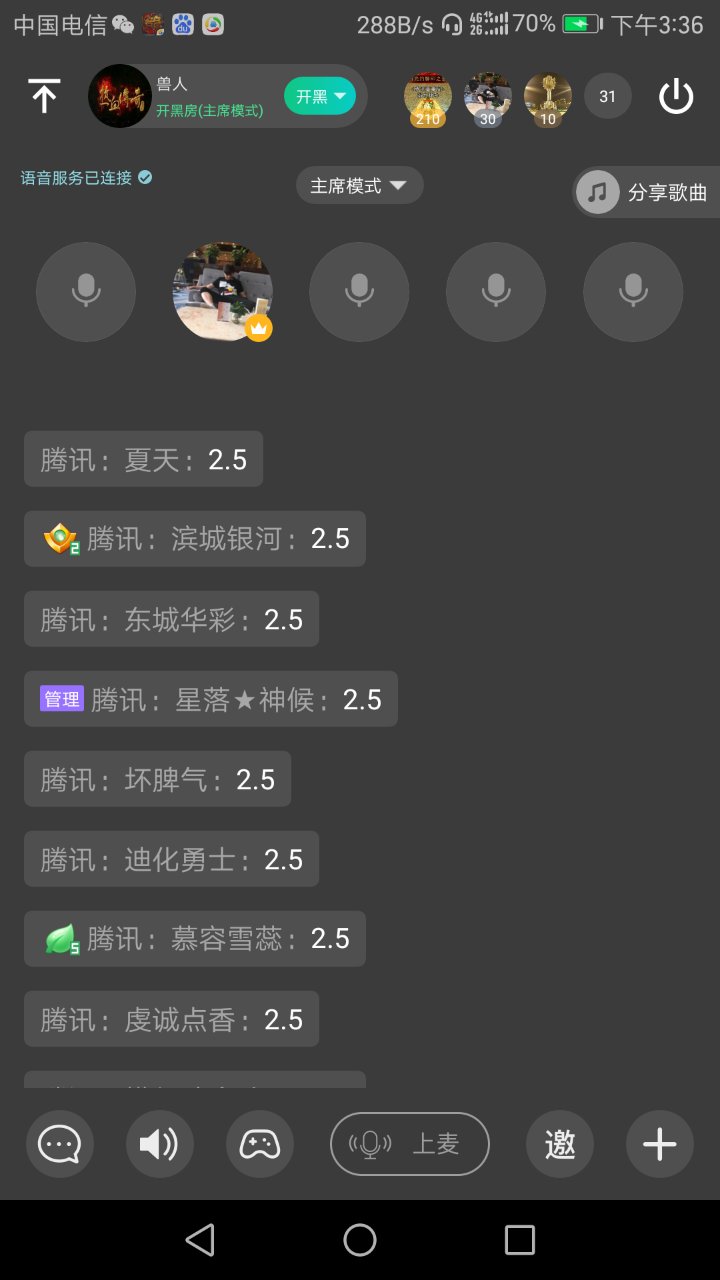 中国电信
288B/s 4G 2G 70% 下午3:36
兽人
开黑房(主席模式)
开黑
210
30
10
31
语音服务已连接
主席模式
分享歌曲
腾讯：夏天：2.5
2 腾讯：滨城银河：2.5
腾讯：东城华彩：2.5
管理 腾讯：星落★神候：2.5
腾讯：坏脾气：2.5
腾讯：迪化勇士：2.5
5 腾讯：慕容雪蕊：2.5
腾讯：虔诚点香：2.5
上麦
邀